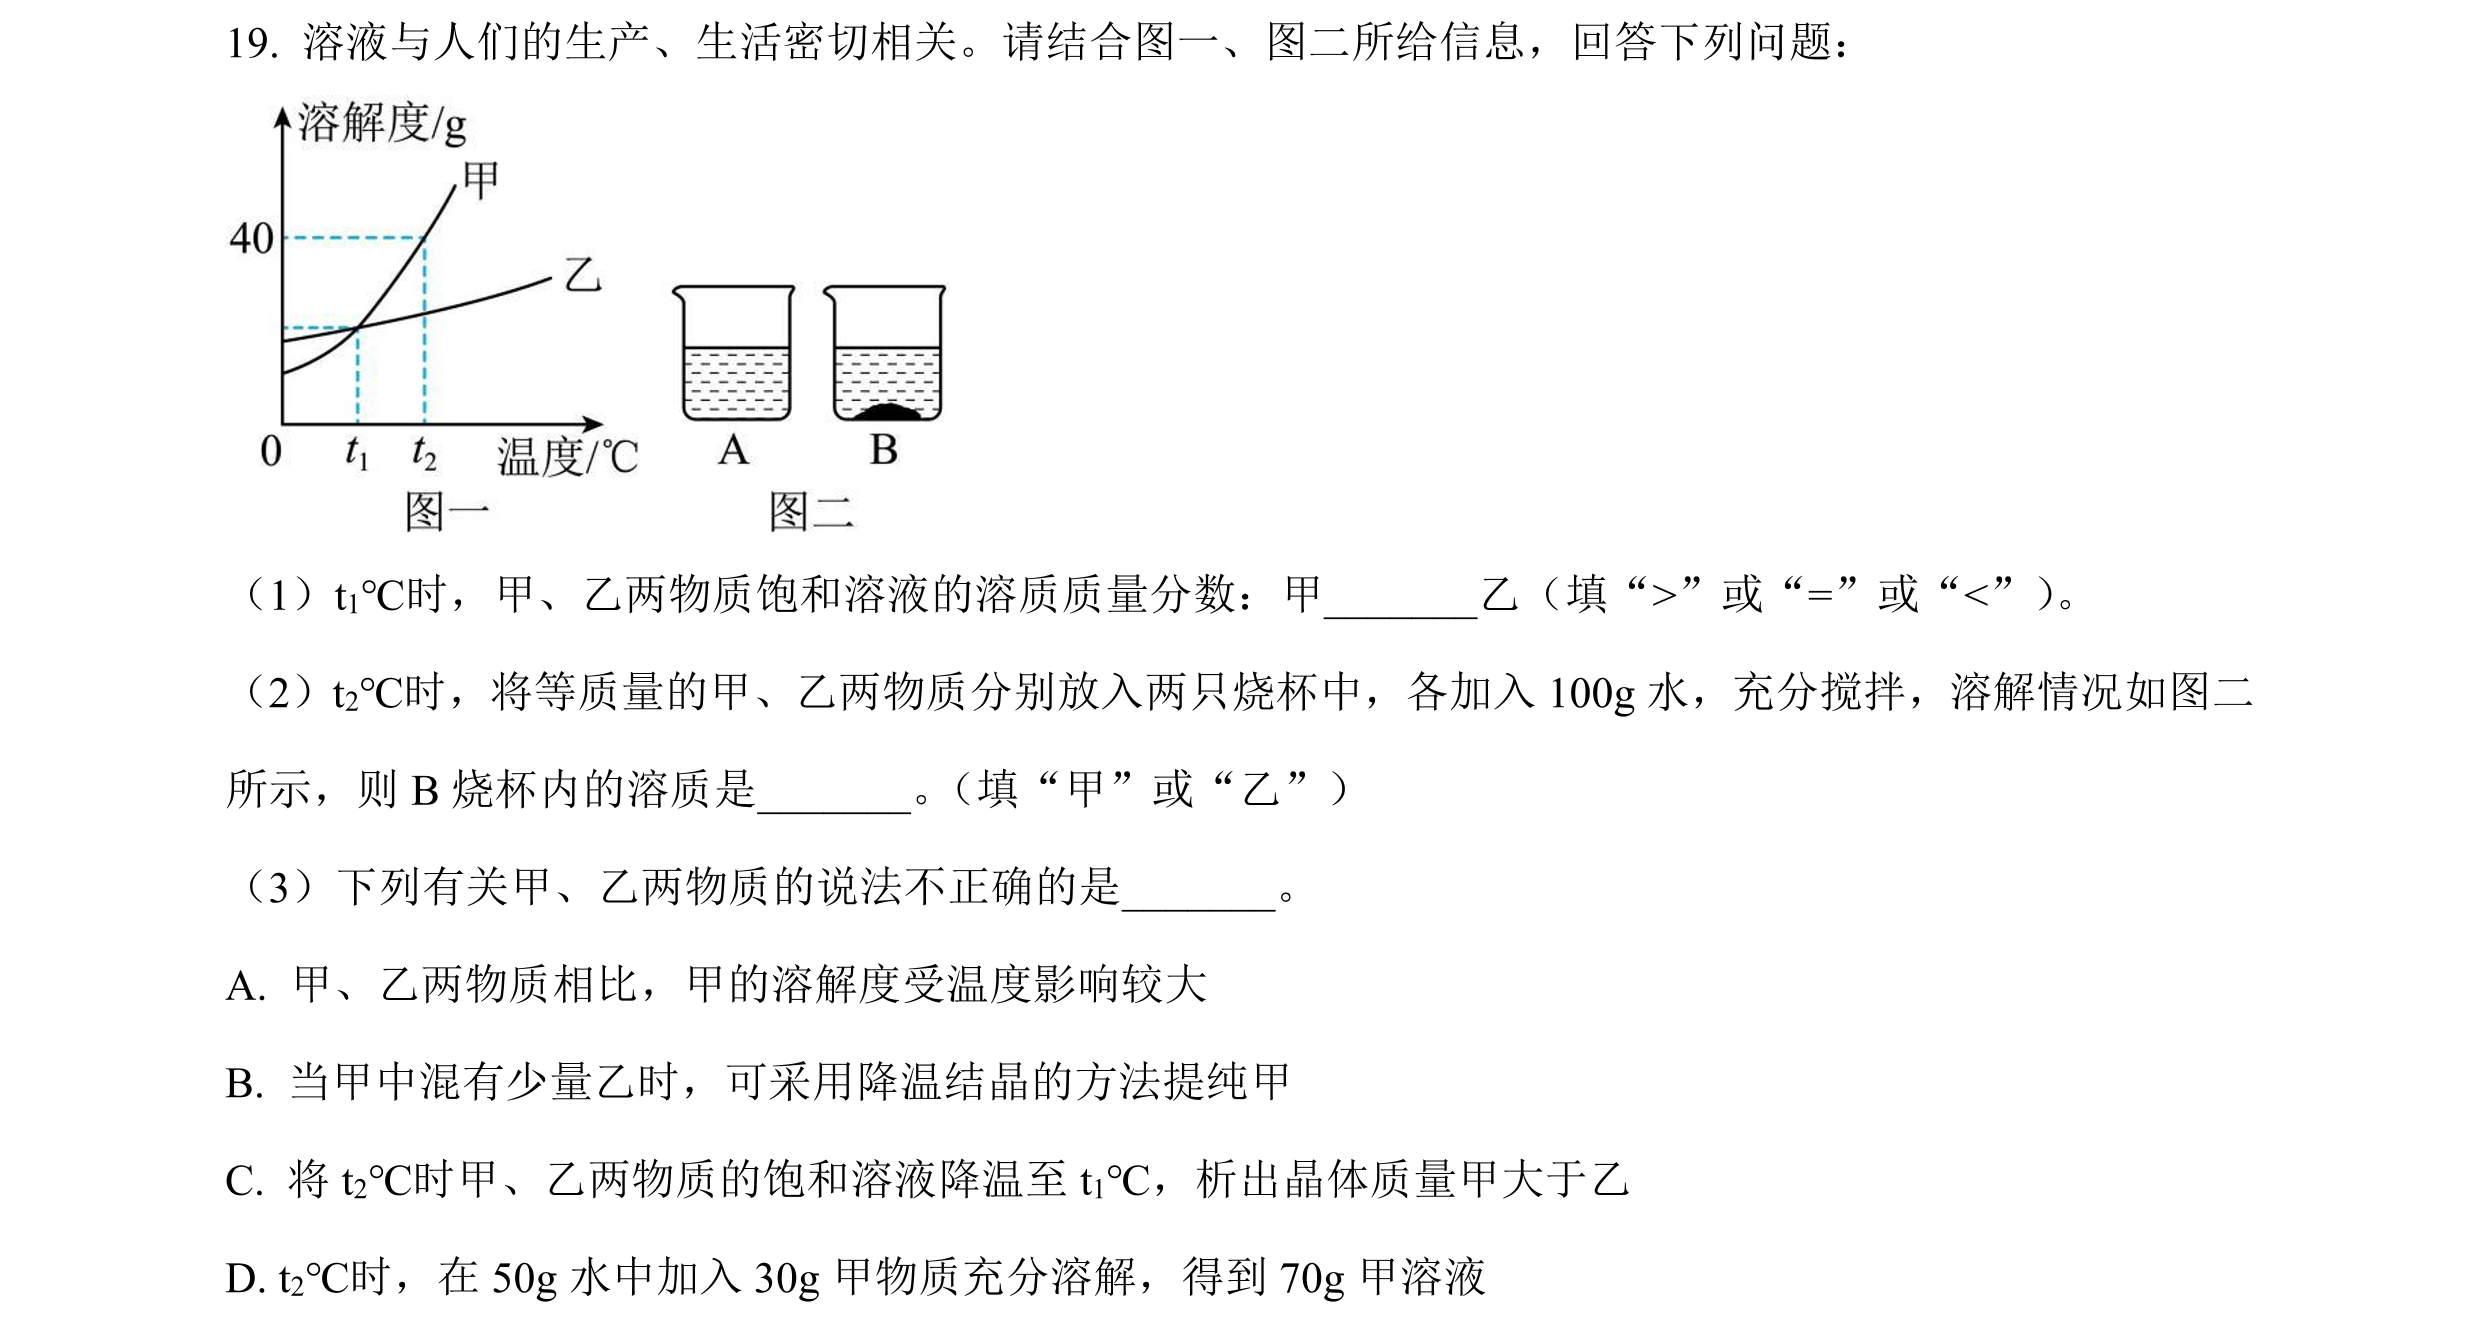 19. 溶液与人们的生产、生活密切相关。请结合图一、图二所给信息，回答下列问题：
溶解度/g
甲
40
乙
0
t₁
t₂
温度/℃
A
B
图一
图二
（1）t₁℃时，甲、乙两物质饱和溶液的溶质质量分数：甲_______乙（填“>”或“=”或“<”）。
（2）t₂℃时，将等质量的甲、乙两物质分别放入两只烧杯中，各加入 100g 水，充分搅拌，溶解情况如图二
所示，则 B 烧杯内的溶质是_______。（填“甲”或“乙”）
（3）下列有关甲、乙两物质的说法不正确的是_______。
A. 甲、乙两物质相比，甲的溶解度受温度影响较大
B. 当甲中混有少量乙时，可采用降温结晶的方法提纯甲
C. 将 t₂℃时甲、乙两物质的饱和溶液降温至 t₁℃，析出晶体质量甲大于乙
D. t₂℃时，在 50g 水中加入 30g 甲物质充分溶解，得到 70g 甲溶液